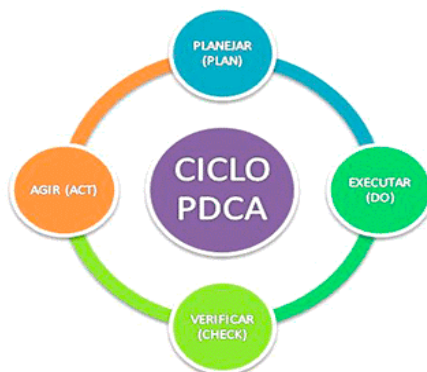 PLANEJAR
(PLAN)
CICLO
PDCA
AGIR (ACT)
EXECUTAR
(DO)
VERIFICAR
(CHECK)